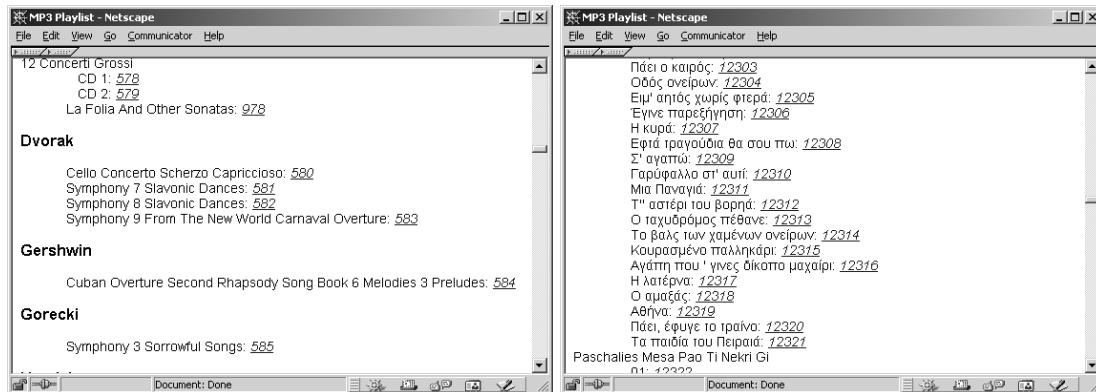 MP3 Playlist - Netscape
File Edit View Go Communicator Help
12 Concerti Grossi
CD 1: 578
CD 2: 579
La Folia And Other Sonatas: 978
Dvorak
Cello Concerto Scherzo Capriccioso: 580
Symphony 7 Slavonic Dances: 581
Symphony 8 Slavonic Dances: 582
Symphony 9 From The New World Carnaval Overture: 583
Gershwin
Cuban Overture Second Rhapsody Song Book 6 Melodies 3 Preludes: 584
Gorecki
Symphony 3 Sorrowful Songs: 585
Document: Done
MP3 Playlist - Netscape
File Edit View Go Communicator Help
Πάει ο καιρός: 12303
Οδός ονείρων: 12304
Ειμ' αητός χωρίς φτερά: 12305
Έγινε παρεξήγηση: 12306
Η κυρά: 12307
Εφτά τραγούδια θα σου πω: 12308
Σ' αγαπώ: 12309
Γαρύφαλλο στ' αυτί: 12310
Μια Παναγιά: 12311
Τ'' αστέρι του βορηά: 12312
Ο ταχυδρόμος πέθανε: 12313
Το βαλς των χαμένων ονείρων: 12314
Κουρασμένο παλληκάρι: 12315
Αγάπη που ' γινες δίκοπο μαχαίρι: 12316
Η λατέρνα: 12317
Ο αμαξάς: 12318
Αθήνα: 12319
Πάει, έφυγε το τραίνο: 12320
Τα παιδία του Πειραιά: 12321
Paschalies Mesa Pao Ti Nekri Gi
01: 12322
Document: Done